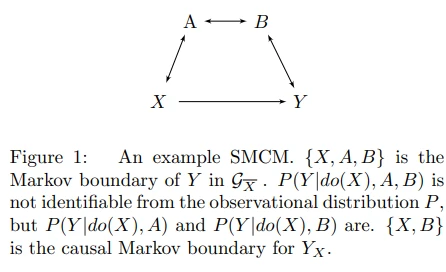 A B
X Y
Figure 1: An example SMCM. {X, A, B} is the
Markov boundary of Y in 𝒢_X̅ . P(Y|do(X), A, B) is
not identifiable from the observational distribution P,
but P(Y|do(X), A) and P(Y|do(X), B) are. {X, B}
is the causal Markov boundary for Y_X.